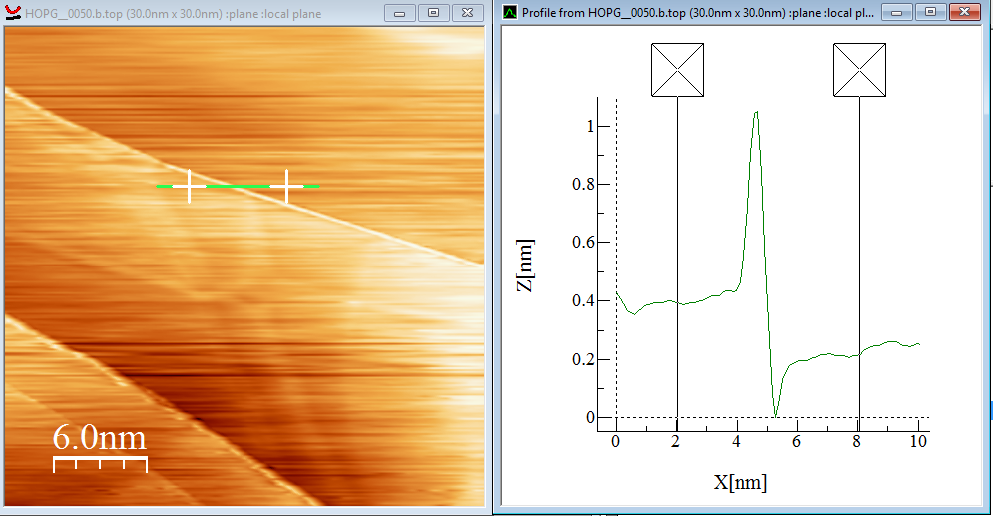 HOPG__0050.b.top (30.0nm x 30.0nm) :plane :local plane
6.0nm
Profile from HOPG__0050.b.top (30.0nm x 30.0nm) :plane :local pl...
Z[nm]
1
0.8
0.6
0.4
0.2
0
0 2 4 6 8 10
X[nm]